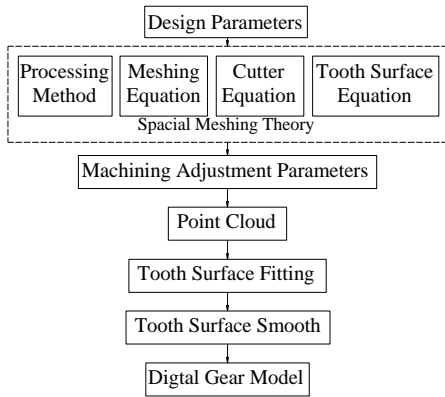 Design Parameters
Processing Method
Meshing Equation
Cutter Equation
Tooth Surface Equation
Spacial Meshing Theory
Machining Adjustment Parameters
Point Cloud
Tooth Surface Fitting
Tooth Surface Smooth
Digtal Gear Model